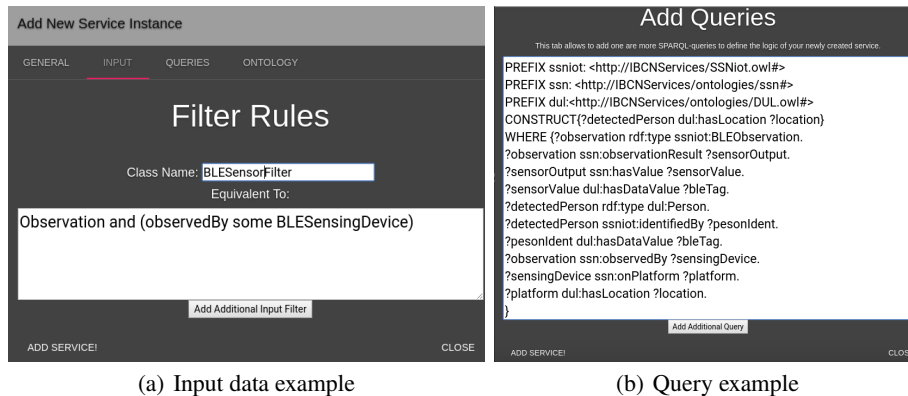 Add New Service Instance
GENERAL INPUT QUERIES ONTOLOGY
Filter Rules
Class Name: BLESensorFilter
Equivalent To:
Observation and (observedBy some BLESensingDevice)
Add Additional Input Filter
ADD SERVICE! CLOSE
(a) Input data example
Add Queries
This tab allows to add one are more SPARQL-queries to define the logic of your newly created service.
PREFIX ssniot: <http://IBCNServices/SSNiot.owl#>
PREFIX ssn: <http://IBCNServices/ontologies/ssn#>
PREFIX dul:<http://IBCNServices/ontologies/DUL.owl#>
CONSTRUCT{?detectedPerson dul:hasLocation ?location}
WHERE {?observation rdf:type ssniot:BLEObservation.
?observation ssn:observationResult ?sensorOutput.
?sensorOutput ssn:hasValue ?sensorValue.
?sensorValue dul:hasDataValue ?bleTag.
?detectedPerson rdf:type dul:Person.
?detectedPerson ssniot:identifiedBy ?pesonIdent.
?pesonIdent dul:hasDataValue ?bleTag.
?observation ssn:observedBy ?sensingDevice.
?sensingDevice ssn:onPlatform ?platform.
?platform dul:hasLocation ?location.
}
Add Additional Query
ADD SERVICE! CLOS
(b) Query example